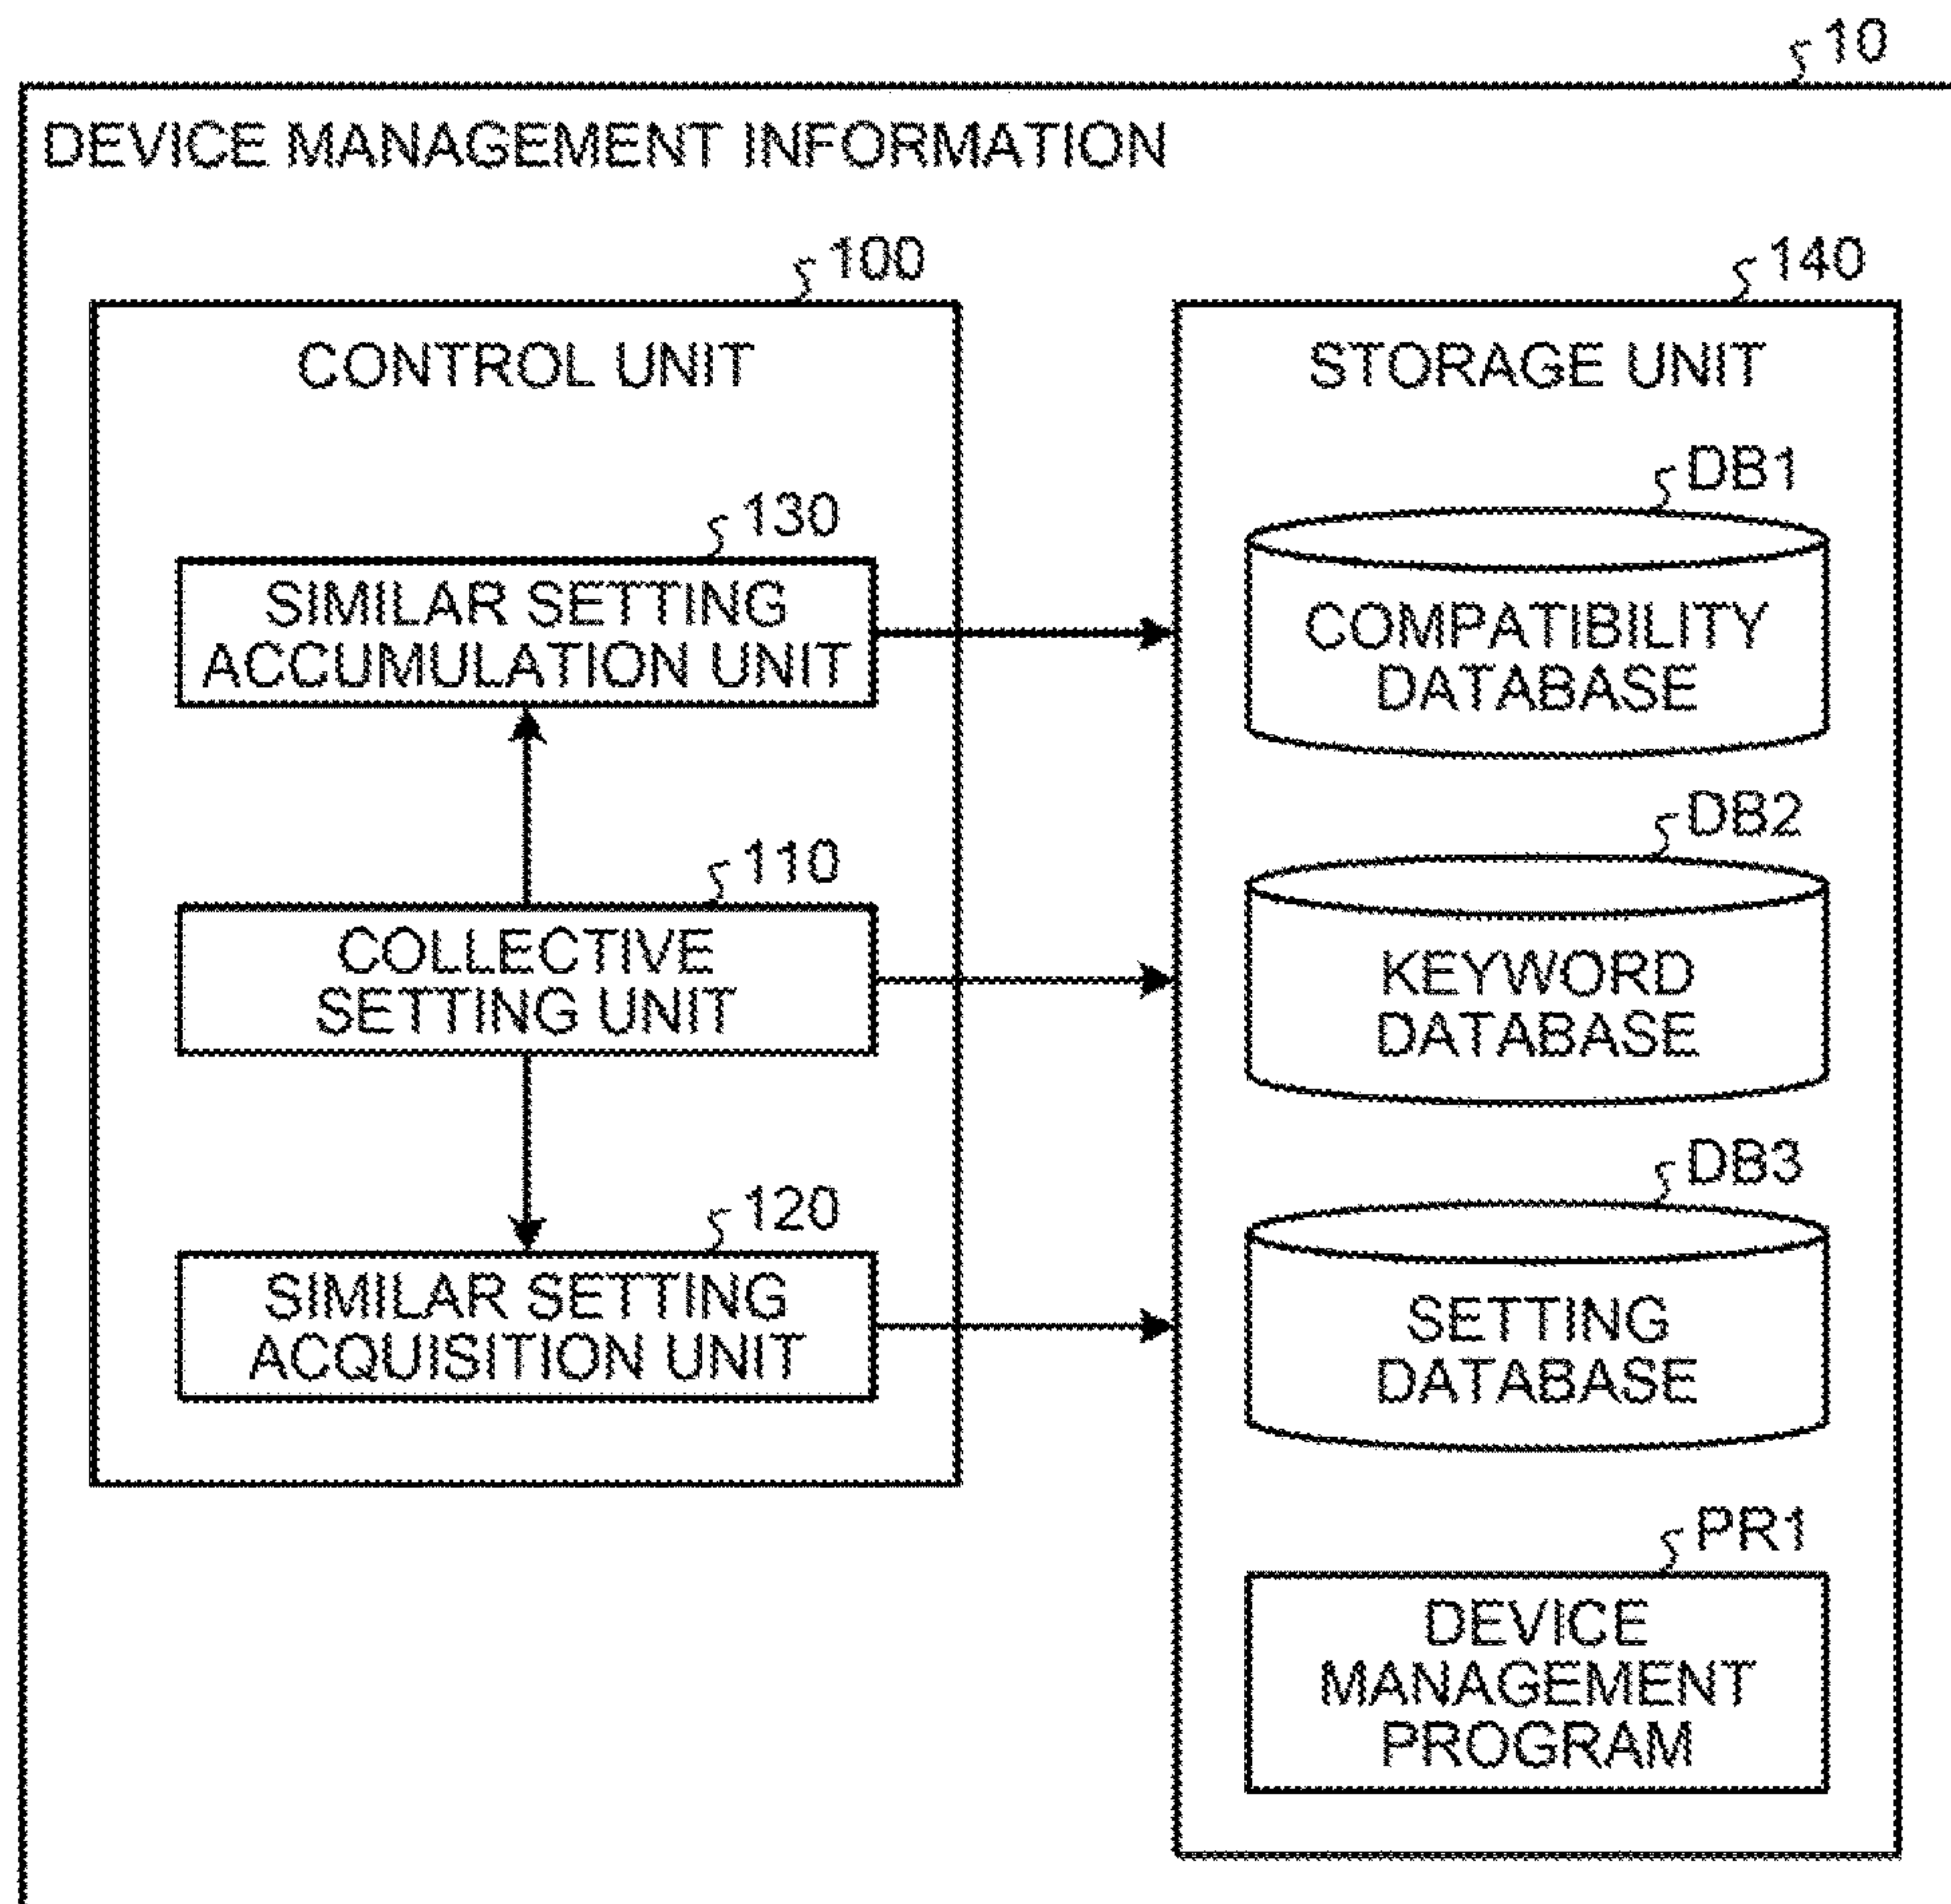 10
DEVICE MANAGEMENT INFORMATION
100
CONTROL UNIT
130
SIMILAR SETTING
ACCUMULATION UNIT
110
COLLECTIVE
SETTING UNIT
120
SIMILAR SETTING
ACQUISITION UNIT
140
STORAGE UNIT
DB1
COMPATIBILITY
DATABASE
DB2
KEYWORD
DATABASE
DB3
SETTING
DATABASE
PR1
DEVICE
MANAGEMENT
PROGRAM